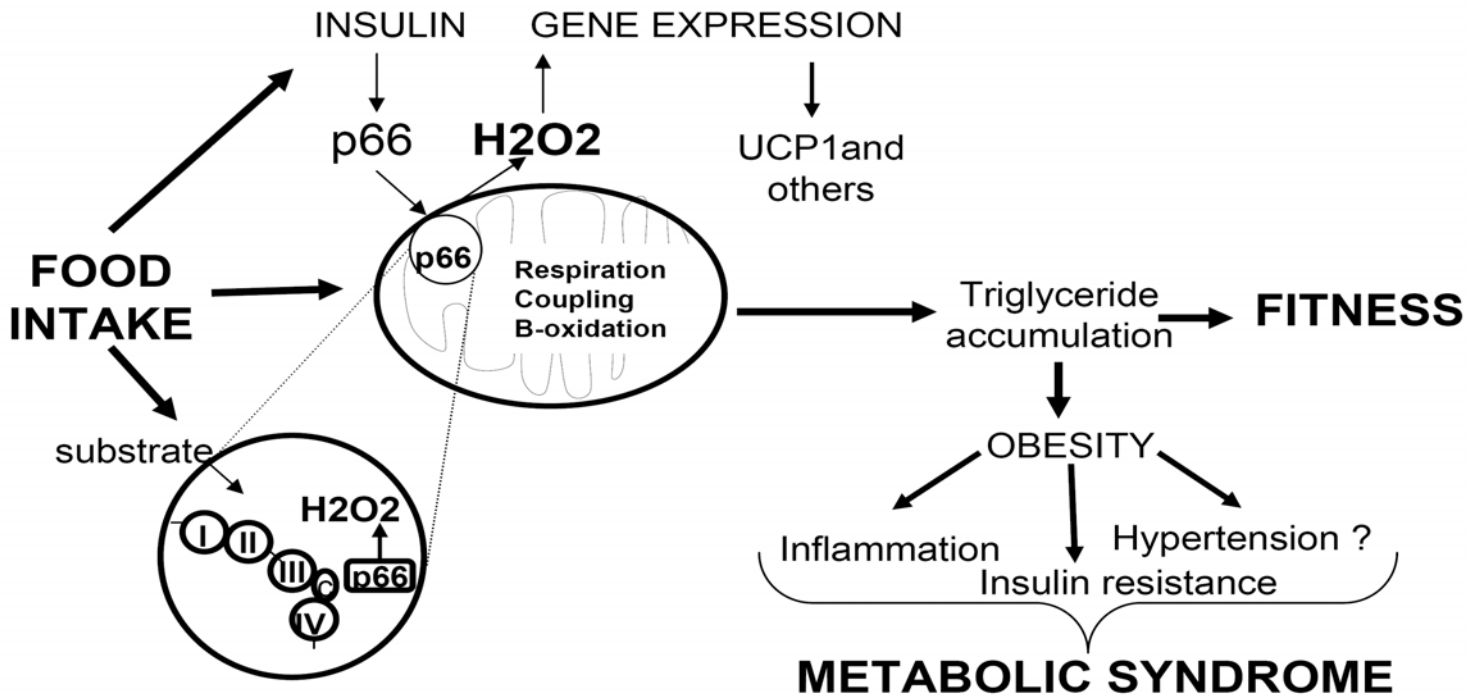 INSULIN
GENE EXPRESSION
p66
H2O2
UCP1and
others
FOOD
INTAKE
p66
Respiration
Coupling
B-oxidation
Triglyceride
accumulation
FITNESS
substrate
OBESITY
H2O2
I
II
III
C
p66
IV
Inflammation
Hypertension ?
Insulin resistance
METABOLIC SYNDROME